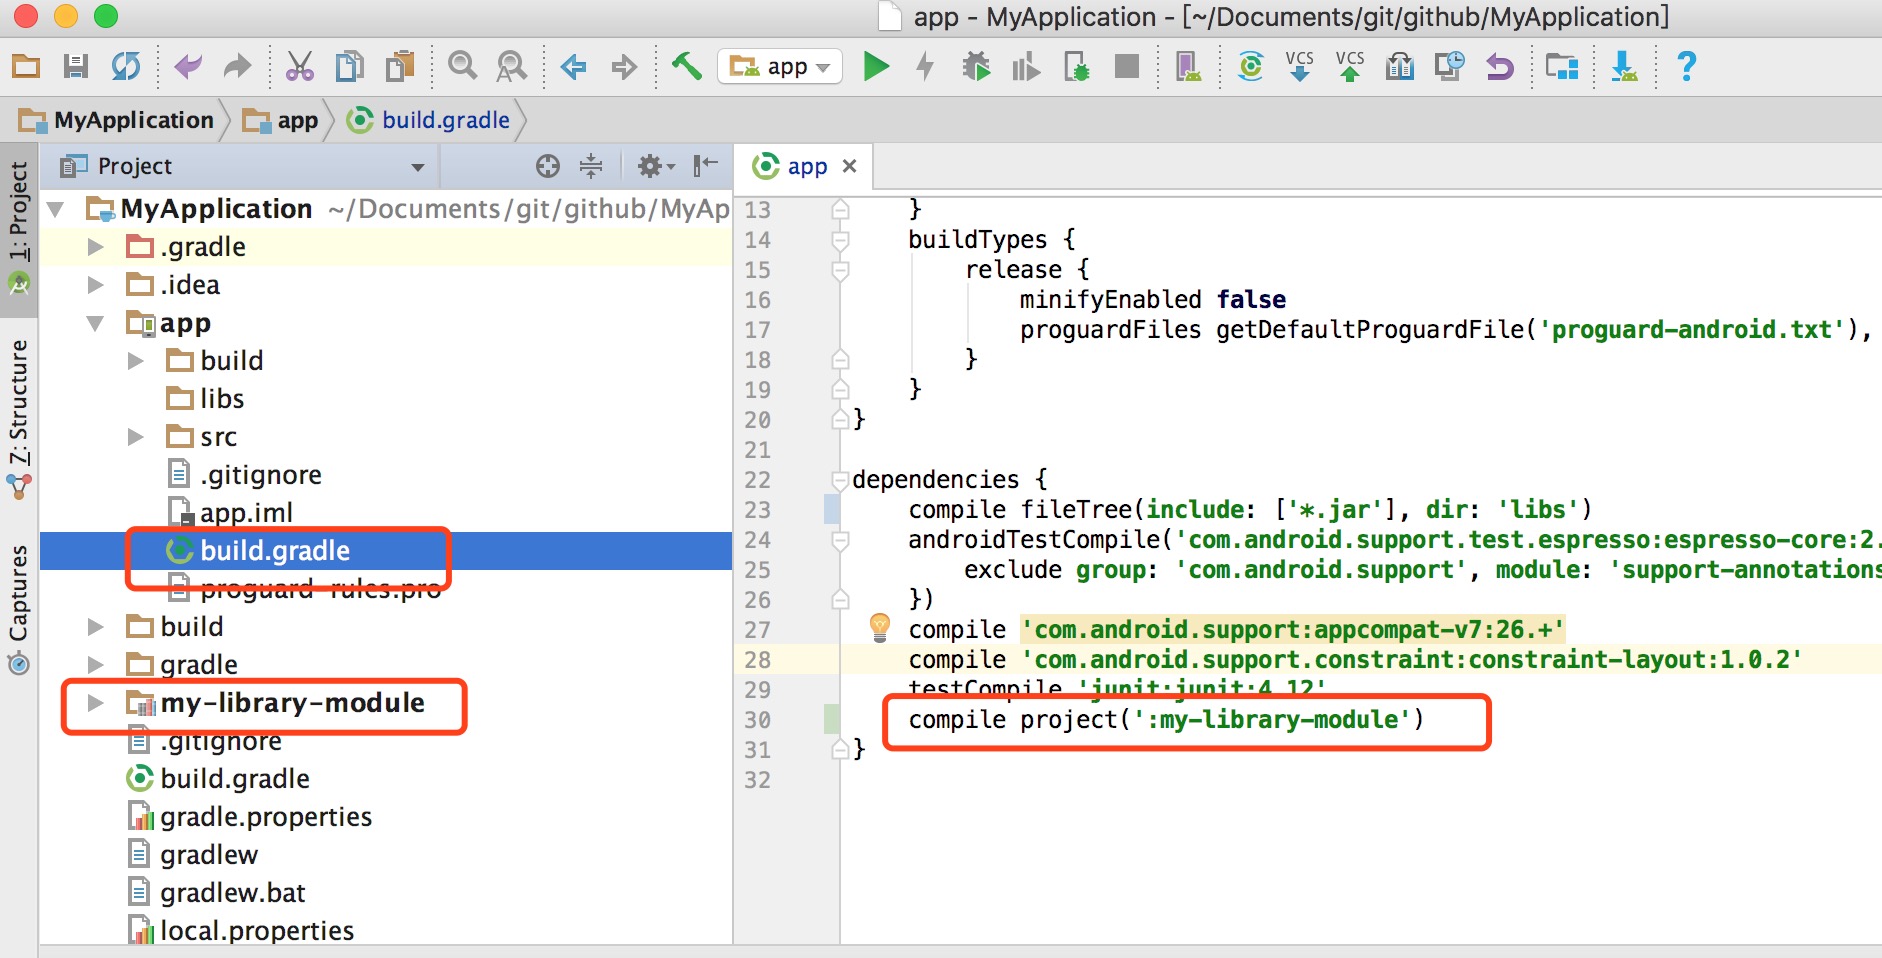 app - MyApplication - [~/Documents/git/github/MyApplication]
app
VCS
VCS
?
MyApplication
app
build.gradle
1: Project
7: Structure
Captures
Project
MyApplication ~/Documents/git/github/MyAp
.gradle
.idea
app
build
libs
src
.gitignore
app.iml
build.gradle
proguard-rules.pro
build
gradle
my-library-module
.gitignore
build.gradle
gradle.properties
gradlew
gradlew.bat
local.properties
app
13 }
14 buildTypes {
15 release {
16 minifyEnabled false
17 proguardFiles getDefaultProguardFile('proguard-android.txt'),
18 }
19 }
20 }
21
22 dependencies {
23 compile fileTree(include: ['*.jar'], dir: 'libs')
24 androidTestCompile('com.android.support.test.espresso:espresso-core:2.
25 exclude group: 'com.android.support', module: 'support-annotations
26 })
27 compile 'com.android.support:appcompat-v7:26.+'
28 compile 'com.android.support.constraint:constraint-layout:1.0.2'
29 testCompile 'junit:junit:4.12'
30 compile project(':my-library-module')
31 }
32